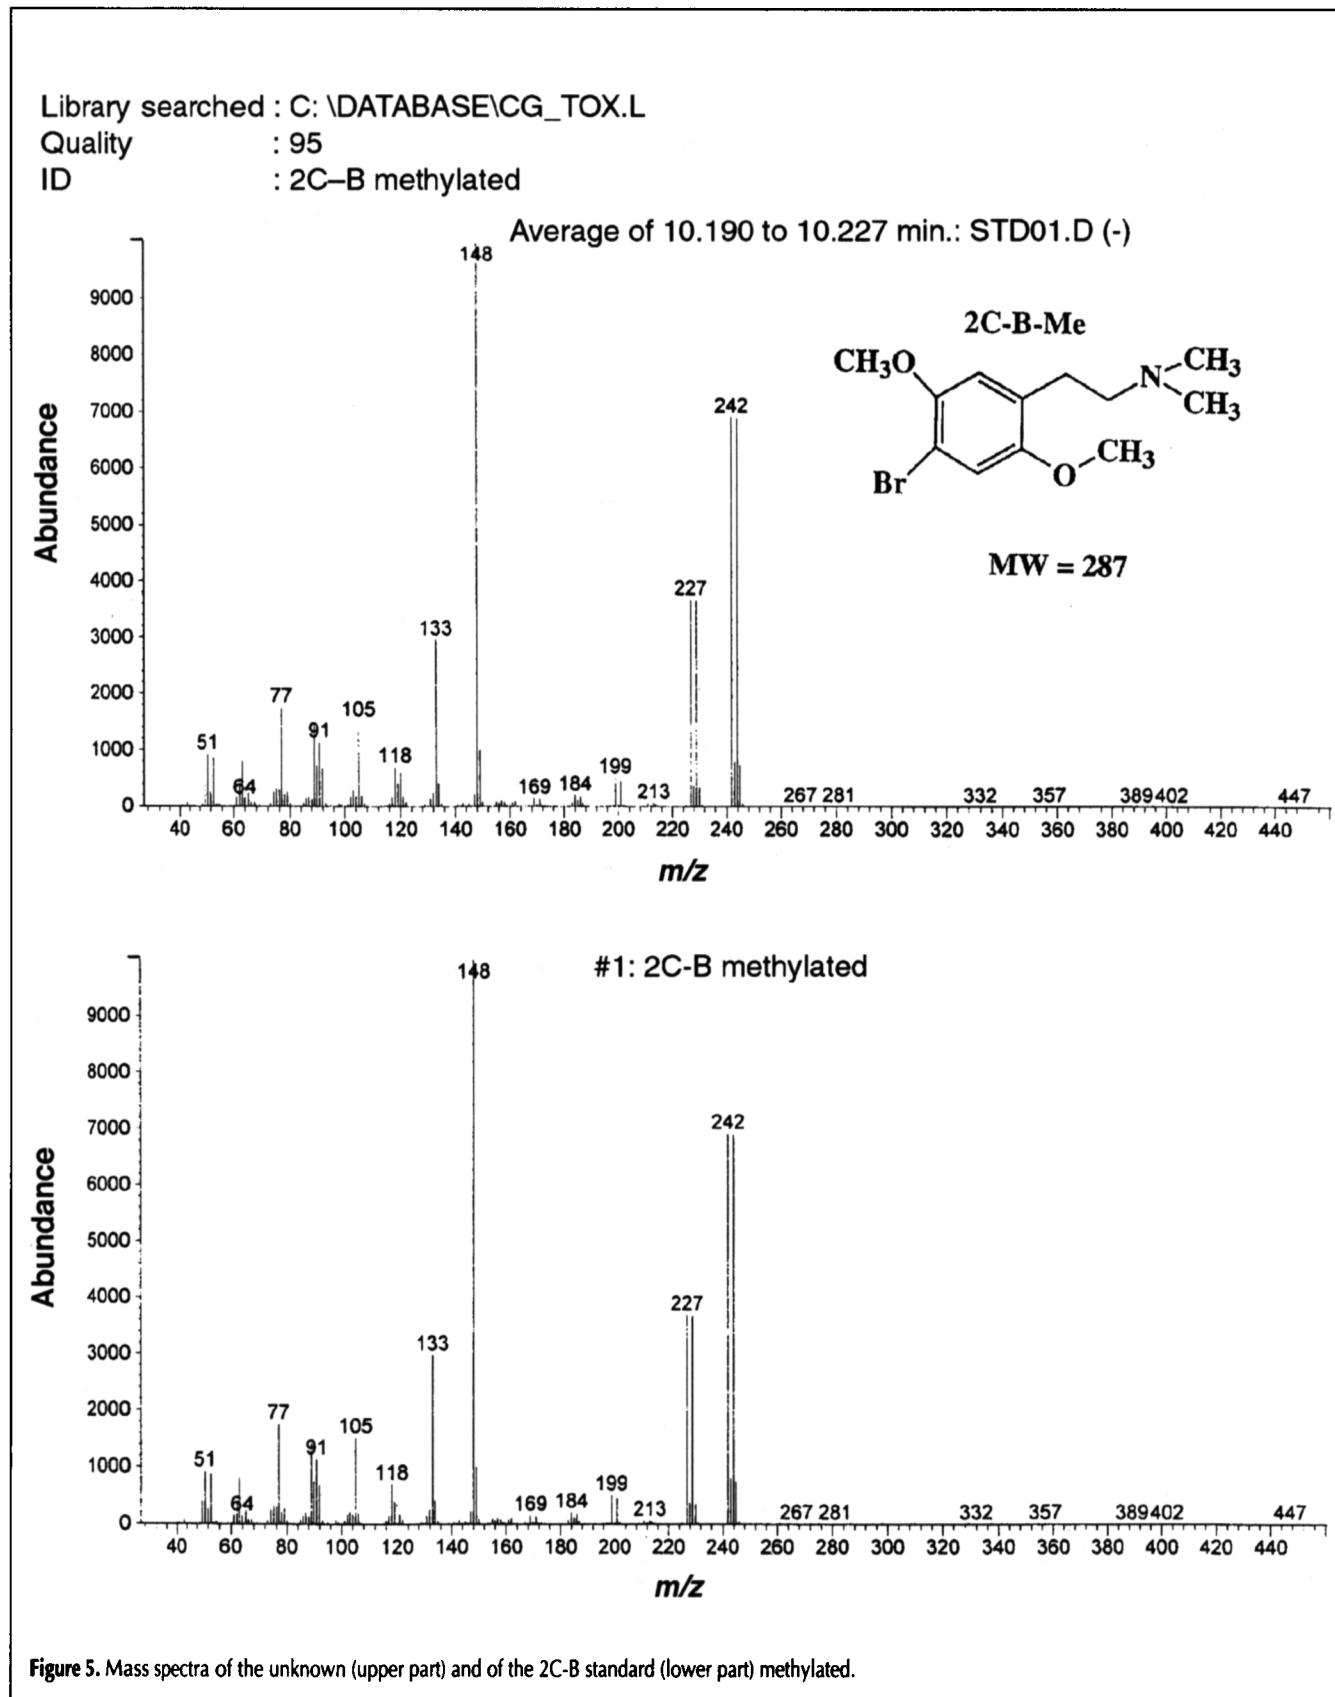 Library searched : C: \DATABASE\CG_TOX.L
Quality : 95
ID : 2C–B methylated
Average of 10.190 to 10.227 min.: STD01.D (-)
Abundance
9000
8000
7000
6000
5000
4000
3000
2000
1000
0
51
64
77
91
105
118
133
148
169
184
199
213
227
242
267
281
332
357
389
402
447
2C-B-Me
CH₃O
N
CH₃
CH₃
Br
O
CH₃
MW = 287
40 60 80 100 120 140 160 180 200 220 240 260 280 300 320 340 360 380 400 420 440
m/z
#1: 2C-B methylated
Abundance
9000
8000
7000
6000
5000
4000
3000
2000
1000
0
51
64
77
91
105
118
133
148
169
184
199
213
227
242
267
281
332
357
389
402
447
40 60 80 100 120 140 160 180 200 220 240 260 280 300 320 340 360 380 400 420 440
m/z
Figure 5. Mass spectra of the unknown (upper part) and of the 2C-B standard (lower part) methylated.